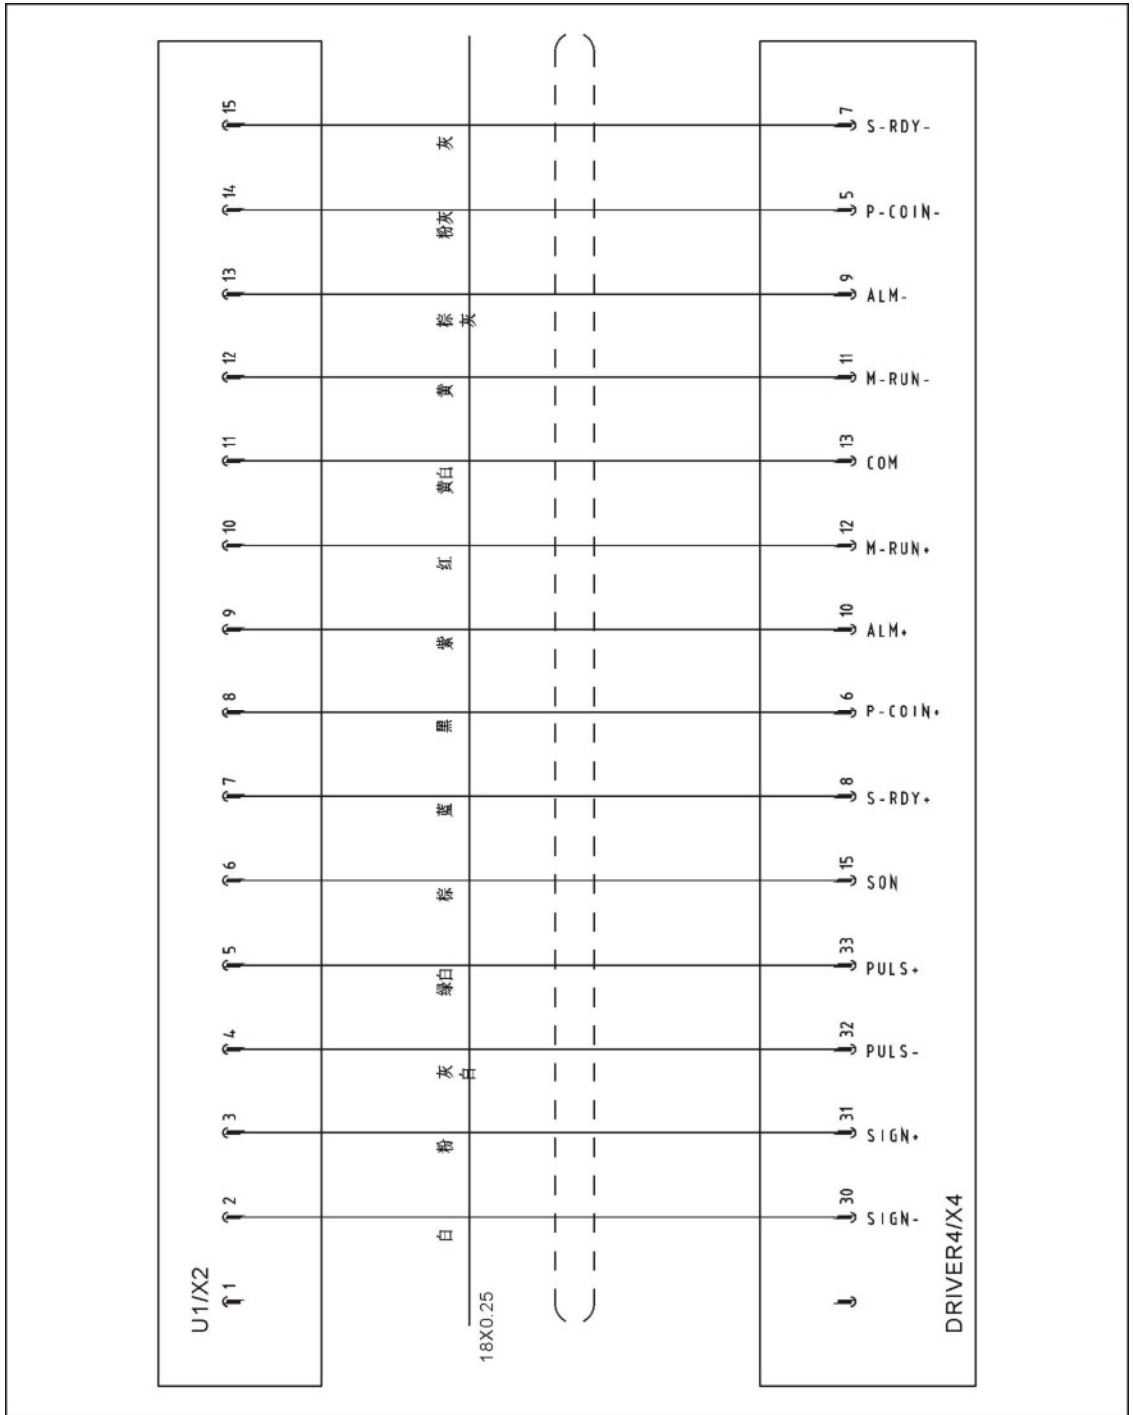 15 灰 7 S-RDY-
14 粉灰 5 P-COIN-
13 棕灰 9 ALM-
12 黄 11 M-RUN-
11 黄白 13 COM
10 红 12 M-RUN+
9 紫 10 ALM+
8 黑 6 P-COIN+
7 蓝 8 S-RDY+
6 棕 15 SON
5 绿白 33 PULS+
4 灰白 32 PULS-
3 粉 31 SIGN+
2 白 30 SIGN-
1
U1/X2
18X0.25
DRIVER4/X4